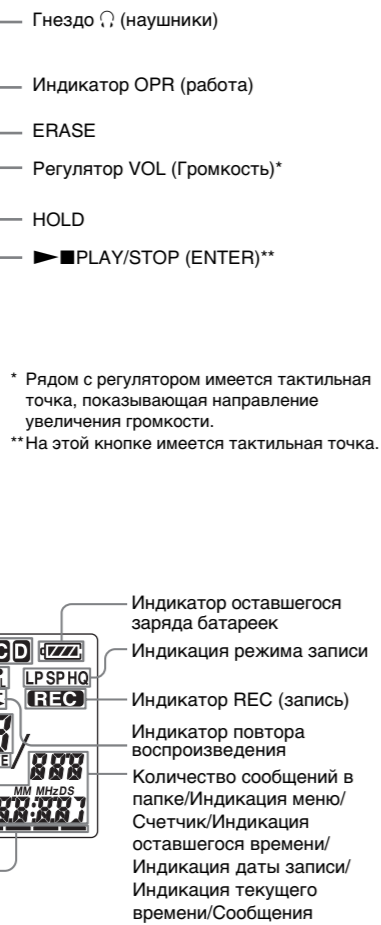 Гнездо 🎧 (наушники)
Индикатор OPR (работа)
ERASE
Регулятор VOL (Громкость)*
HOLD
►■PLAY/STOP (ENTER)**
* Рядом с регулятором имеется тактильная
точка, показывающая направление
увеличения громкости.
**На этой кнопке имеется тактильная точка.
Индикатор оставшегося
заряда батареек
D
Индикация режима записи
LP SP HQ
REC
Индикатор REC (запись)
Индикатор повтора
воспроизведения
Количество сообщений в
папке/Индикация меню/
Счетчик/Индикация
оставшегося времени/
Индикация даты записи/
Индикация текущего
времени/Сообщения
MM MHz DS